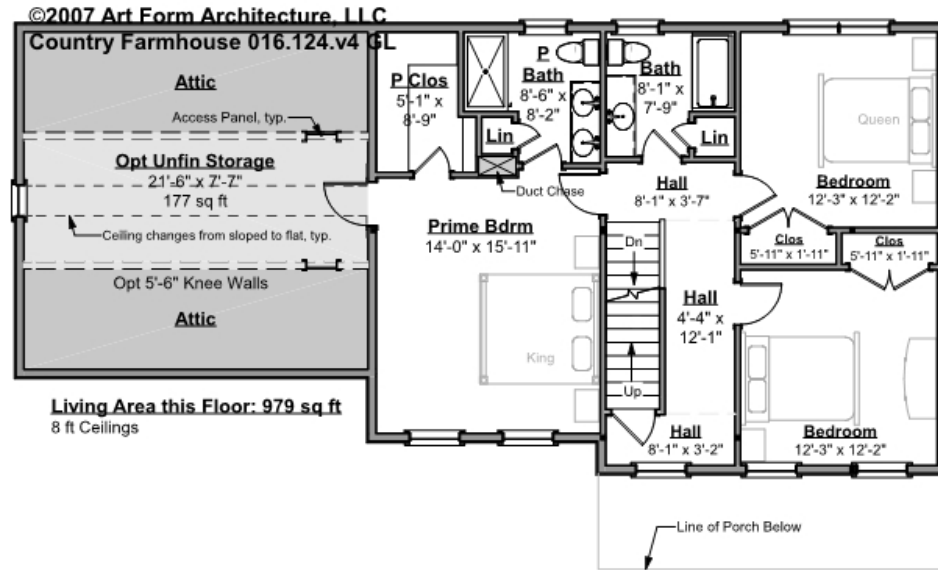 ©2007 Art Form Architecture, LLC
Country Farmhouse 016.124.v4 GL
Attic
Access Panel, typ.
Opt Unfin Storage
21'-6" x 7'-7"
177 sq ft
Ceiling changes from sloped to flat, typ.
Opt 5'-6" Knee Walls
Attic
Living Area this Floor: 979 sq ft
8 ft Ceilings
P Clos
5'-1" x
8'-9"
P
Bath
8'-6" x
8'-2"
Lin
Duct Chase
Prime Bdrm
14'-0" x 15'-11"
King
Bath
8'-1" x
7'-9"
Lin
Hall
8'-1" x 3'-7"
Dn
Up
Hall
4'-4" x
12'-1"
Hall
8'-1" x 3'-2"
Queen
Bedroom
12'-3" x 12'-2"
Clos
5'-11" x 1'-11"
Clos
5'-11" x 1'-11"
Bedroom
12'-3" x 12'-2"
Line of Porch Below